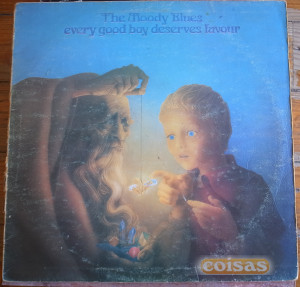 The Moody Blues
every good boy deserves favour
coisas